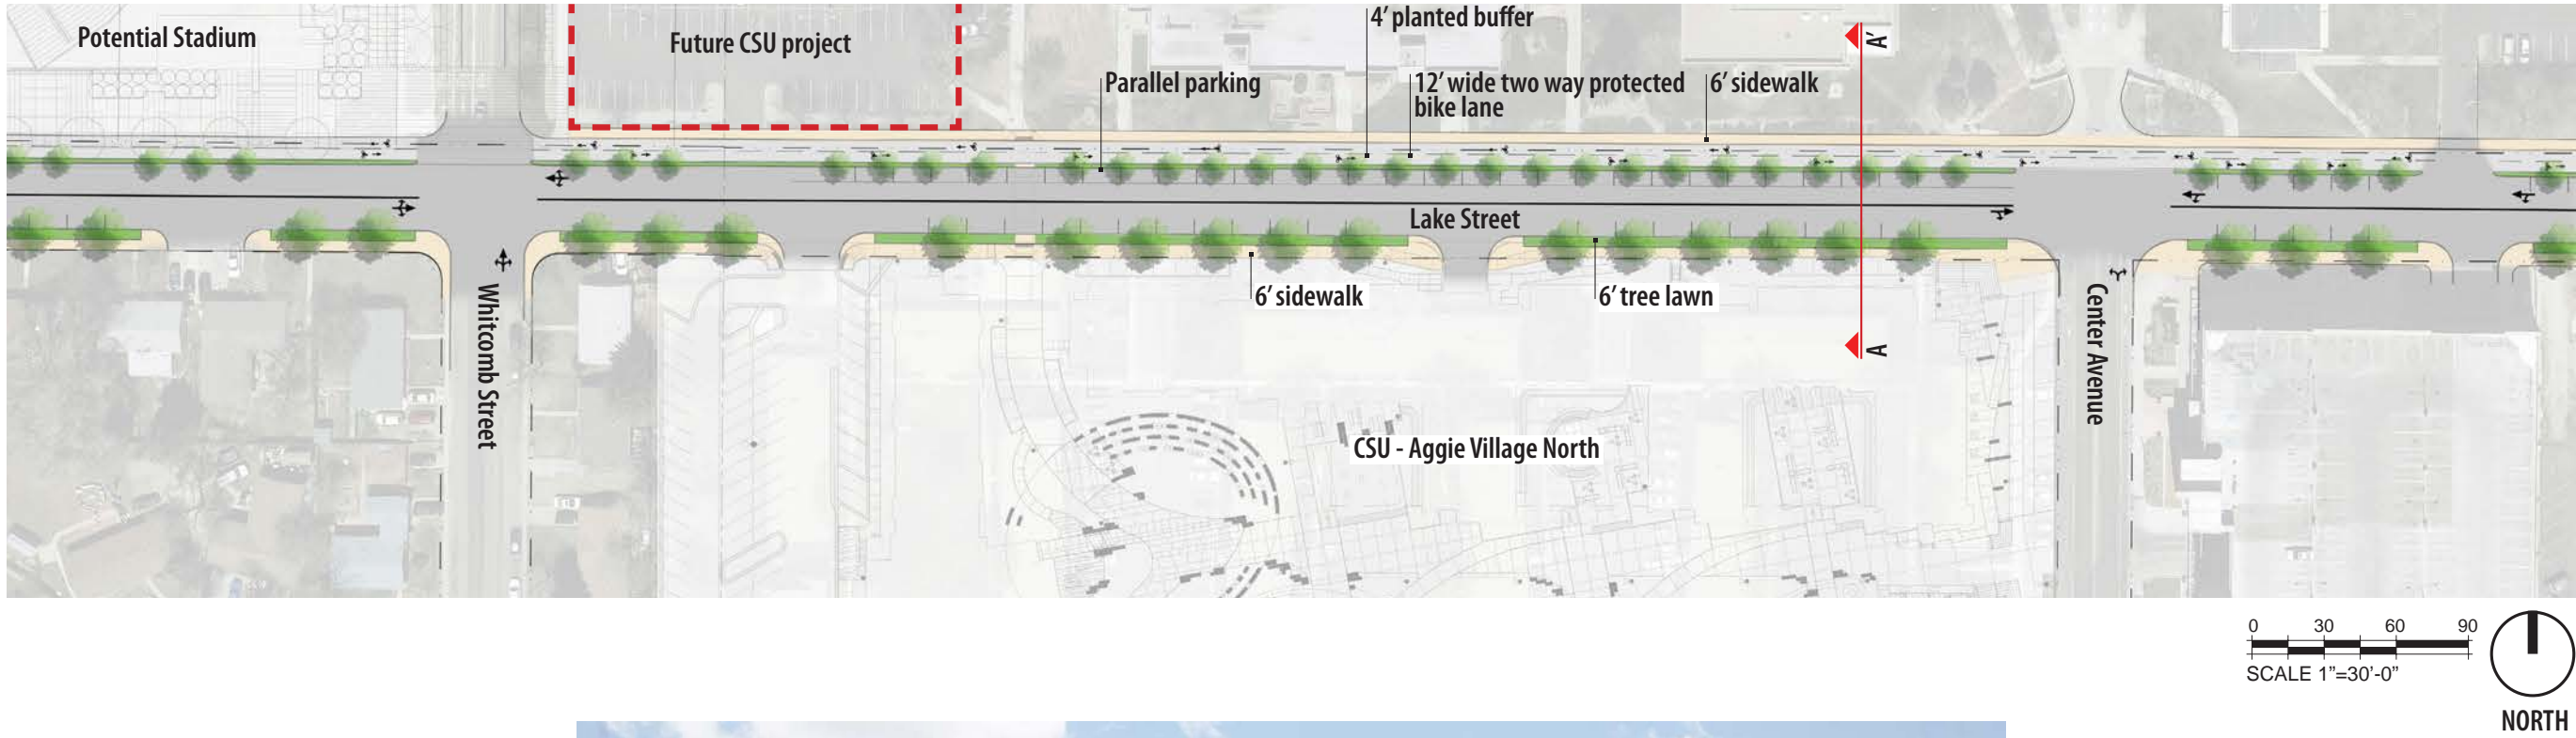 Potential Stadium
Future CSU project
4’ planted buffer
A’
Parallel parking
12’ wide two way protected
bike lane
6’ sidewalk
Lake Street
Whitcomb Street
6’ sidewalk
6’ tree lawn
A
Center Avenue
CSU - Aggie Village North
0 30 60 90
SCALE 1”=30’-0”
NORTH